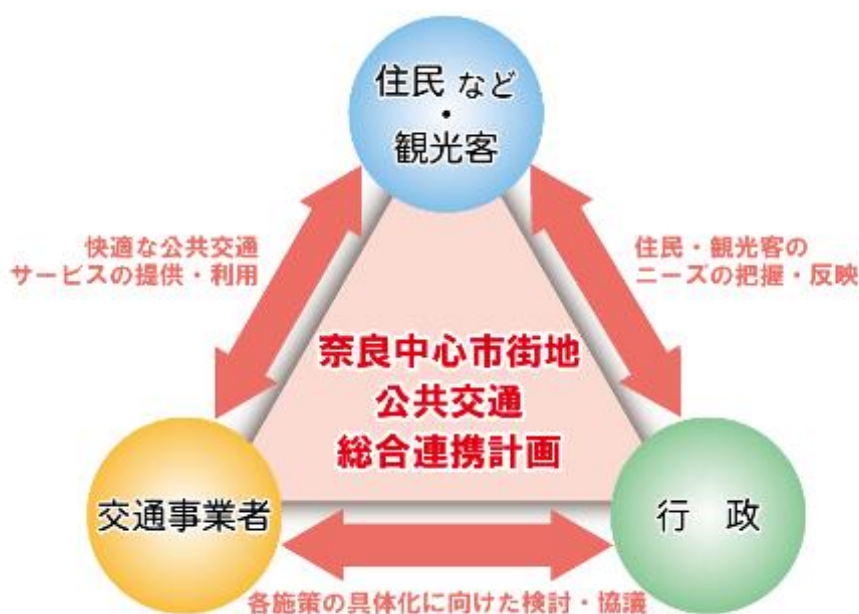 住民 など
・
観光客
快適な公共交通
サービスの提供・利用
住民・観光客の
ニーズの把握・反映
奈良中心市街地
公共交通
総合連携計画
交通事業者
行　政
各施策の具体化に向けた検討・協議